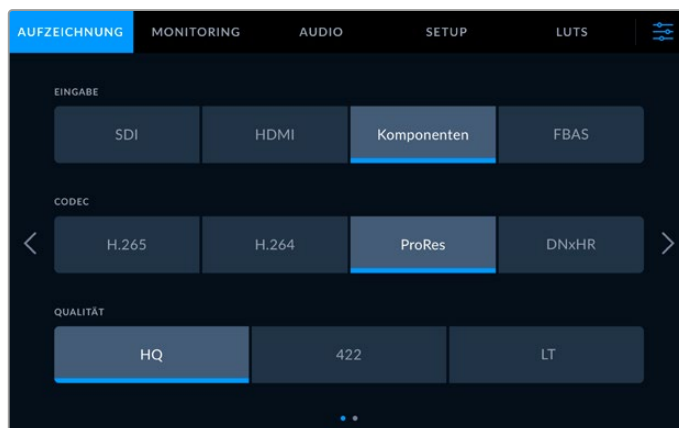 AUFZEICHNUNG MONITORING AUDIO SETUP LUTS
EINGABE
SDI HDMI Komponenten FBAS
CODEC
H.265 H.264 ProRes DNxHR
QUALITÄT
HQ 422 LT